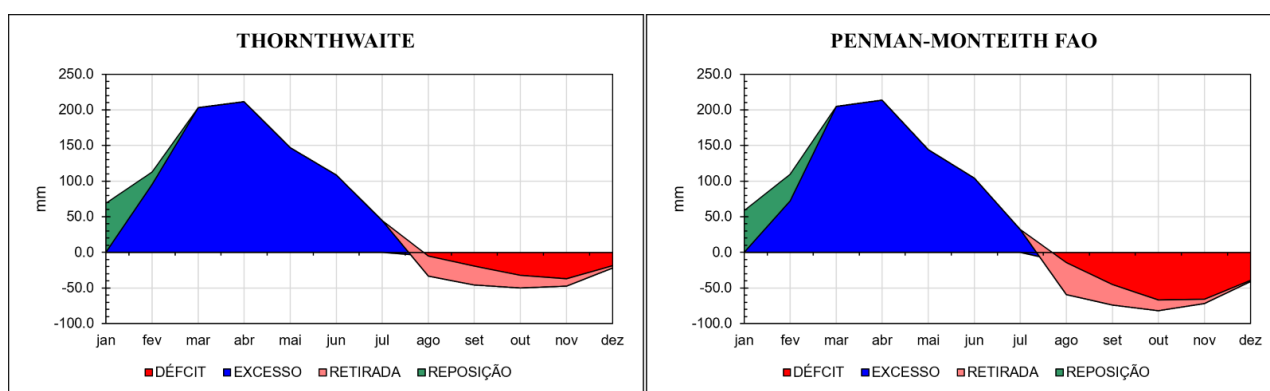 THORNTHWAITE
250.0
200.0
150.0
100.0
50.0
0.0
-50.0
-100.0
mm
jan fev mar abr mai jun jul ago set out nov dez
DÉFCIT EXCESSO RETIRADA REPOSIÇÃO
PENMAN-MONTEITH FAO
250.0
200.0
150.0
100.0
50.0
0.0
-50.0
-100.0
mm
jan fev mar abr mai jun jul ago set out nov dez
DÉFCIT EXCESSO RETIRADA REPOSIÇÃO